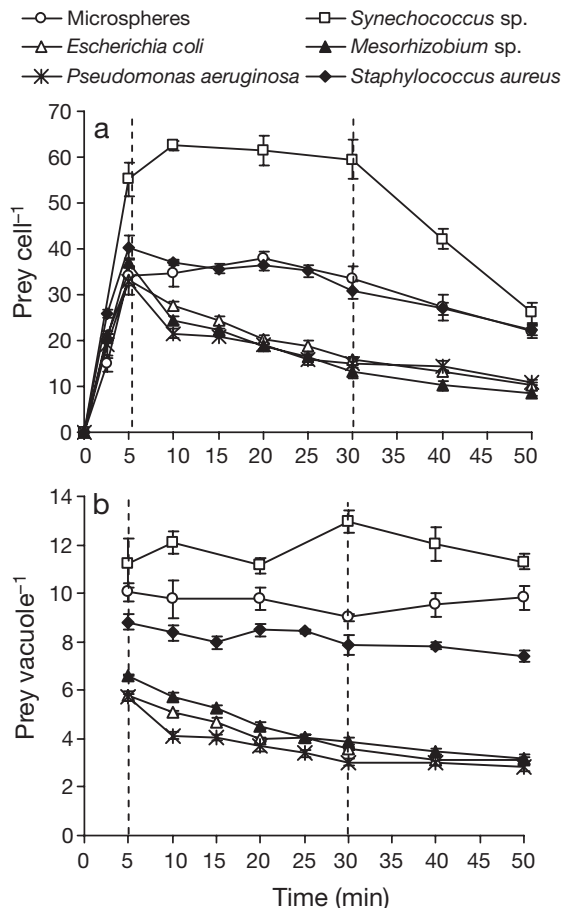 Microspheres Synechococcus sp.
Escherichia coli Mesorhizobium sp.
Pseudomonas aeruginosa Staphylococcus aureus
a
70
60
50
40
30
20
10
0
Prey cell⁻¹
0 5 10 15 20 25 30 35 40 45 50
b
14
12
10
8
6
4
2
0
Prey vacuole⁻¹
0 5 10 15 20 25 30 35 40 45 50
Time (min)